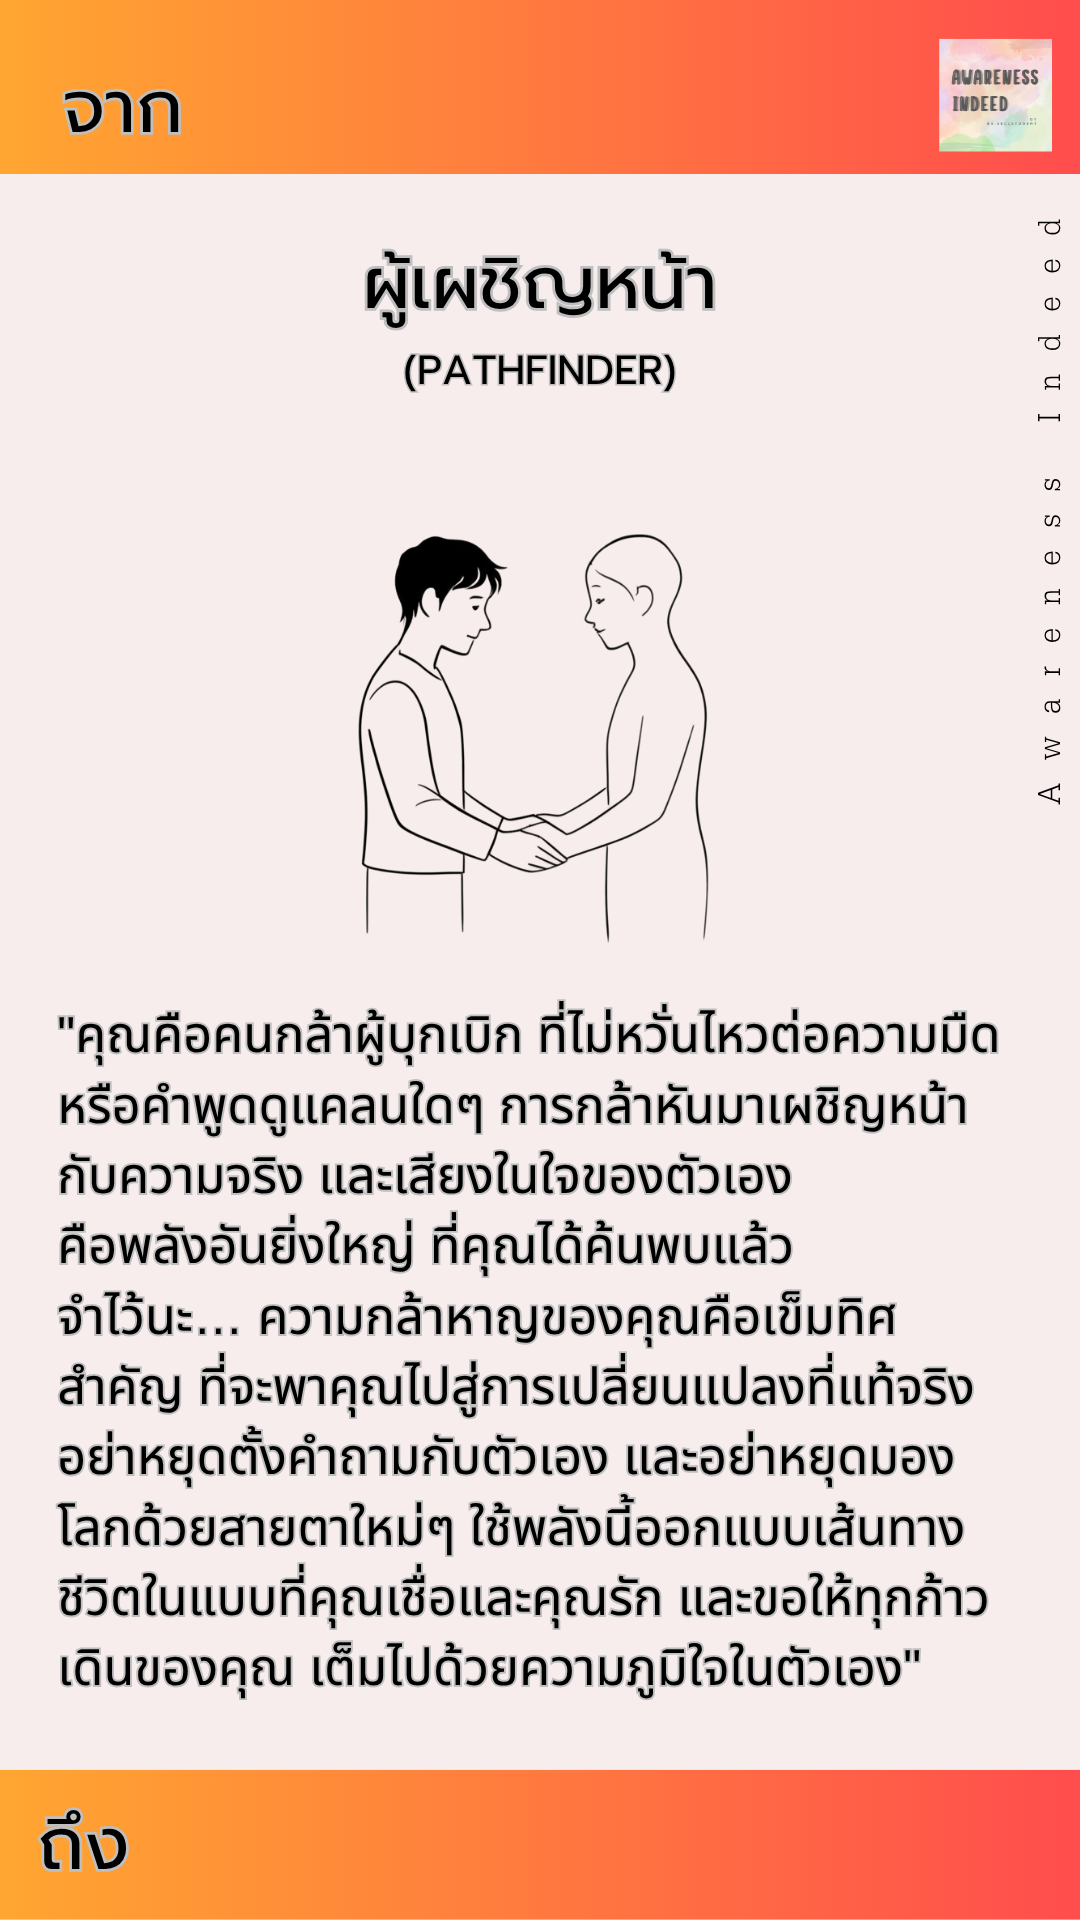 จาก
AWARENESS
INDEED
BY
Awareness Indeed
ผู้เผชิญหน้า
(PATHFINDER)
"คุณคือคนกล้าผู้บุกเบิก ที่ไม่หวั่นไหวต่อความมืด
หรือคำพูดดูแคลนใดๆ การกล้าหันมาเผชิญหน้า
กับความจริง และเสียงในใจของตัวเอง
คือพลังอันยิ่งใหญ่ ที่คุณได้ค้นพบแล้ว
จำไว้นะ... ความกล้าหาญของคุณคือเข็มทิศ
สำคัญ ที่จะพาคุณไปสู่การเปลี่ยนแปลงที่แท้จริง
อย่าหยุดตั้งคำถามกับตัวเอง และอย่าหยุดมอง
โลกด้วยสายตาใหม่ๆ ใช้พลังนี้ออกแบบเส้นทาง
ชีวิตในแบบที่คุณเชื่อและคุณรัก และขอให้ทุกก้าว
เดินของคุณ เต็มไปด้วยความภูมิใจในตัวเอง"
ถึง